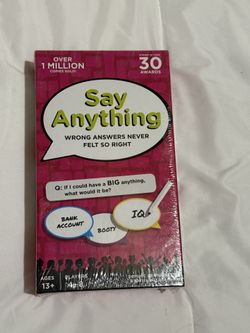 OVER
1 MILLION
COPIES SOLD!
30
AWARDS
Say
Anything
WRONG ANSWERS NEVER
FELT SO RIGHT
Q: If I could have a BIG anything,
what would it be?
BANK
ACCOUNT
BOOTY
IQ
AGES
13+
PLAYERS